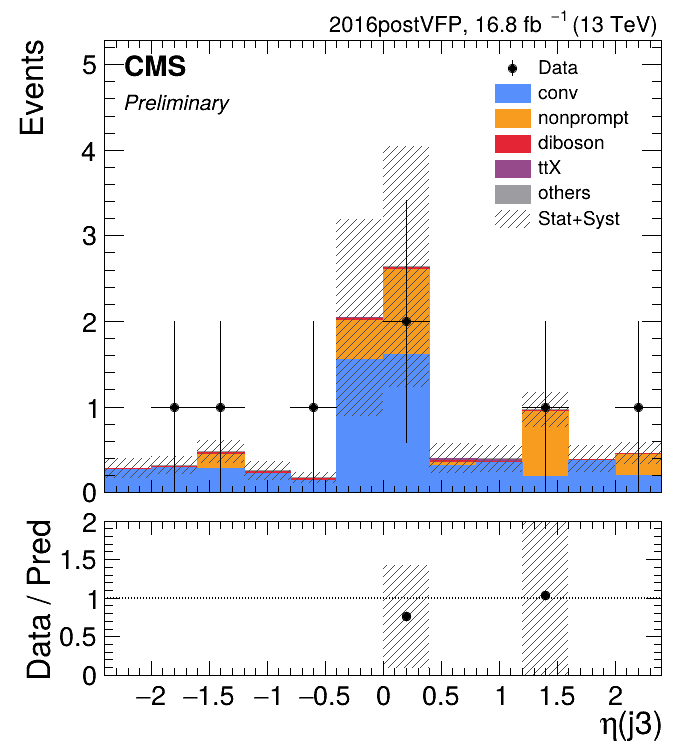 2016postVFP, 16.8 fb⁻¹ (13 TeV)
CMS
Preliminary
Events
5
4
3
2
1
0
Data
conv
nonprompt
diboson
ttX
others
Stat+Syst
Data / Pred
2
1.5
1
0.5
0
−2 −1.5 −1 −0.5 0 0.5 1 1.5 2
η(j3)